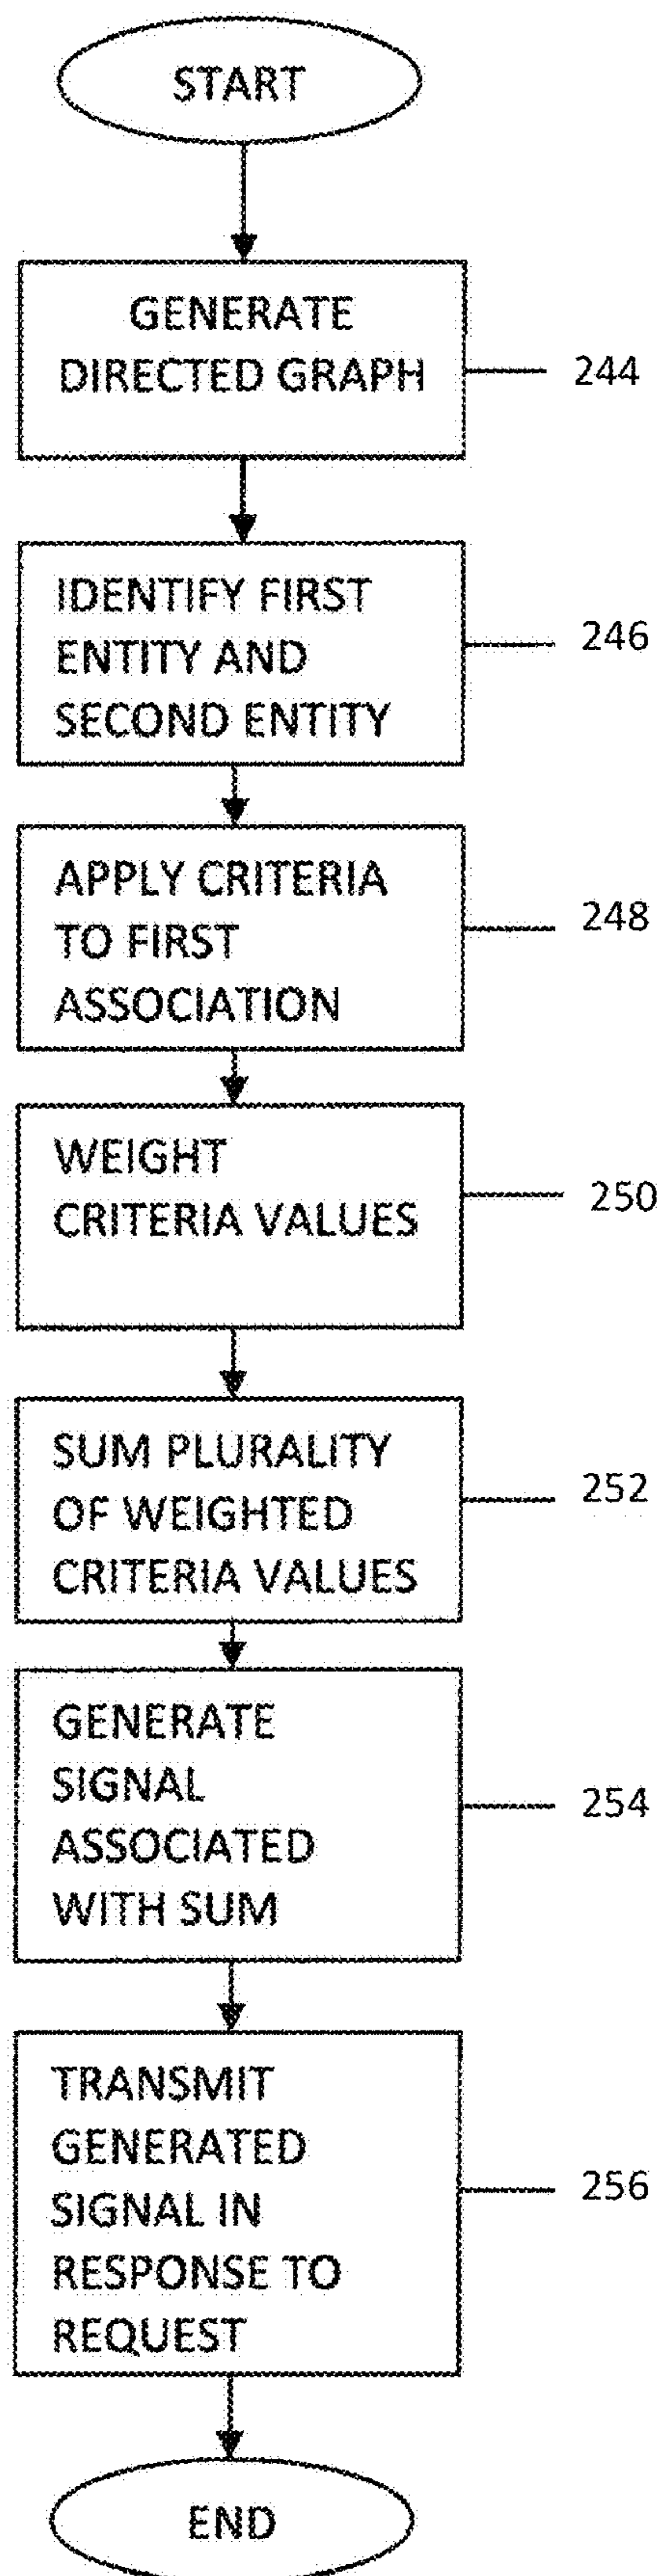 START
GENERATE
DIRECTED GRAPH
244
IDENTIFY FIRST
ENTITY AND
SECOND ENTITY
246
APPLY CRITERIA
TO FIRST
ASSOCIATION
248
WEIGHT
CRITERIA VALUES
250
SUM PLURALITY
OF WEIGHTED
CRITERIA VALUES
252
GENERATE
SIGNAL
ASSOCIATED
WITH SUM
254
TRANSMIT
GENERATED
SIGNAL IN
RESPONSE TO
REQUEST
256
END